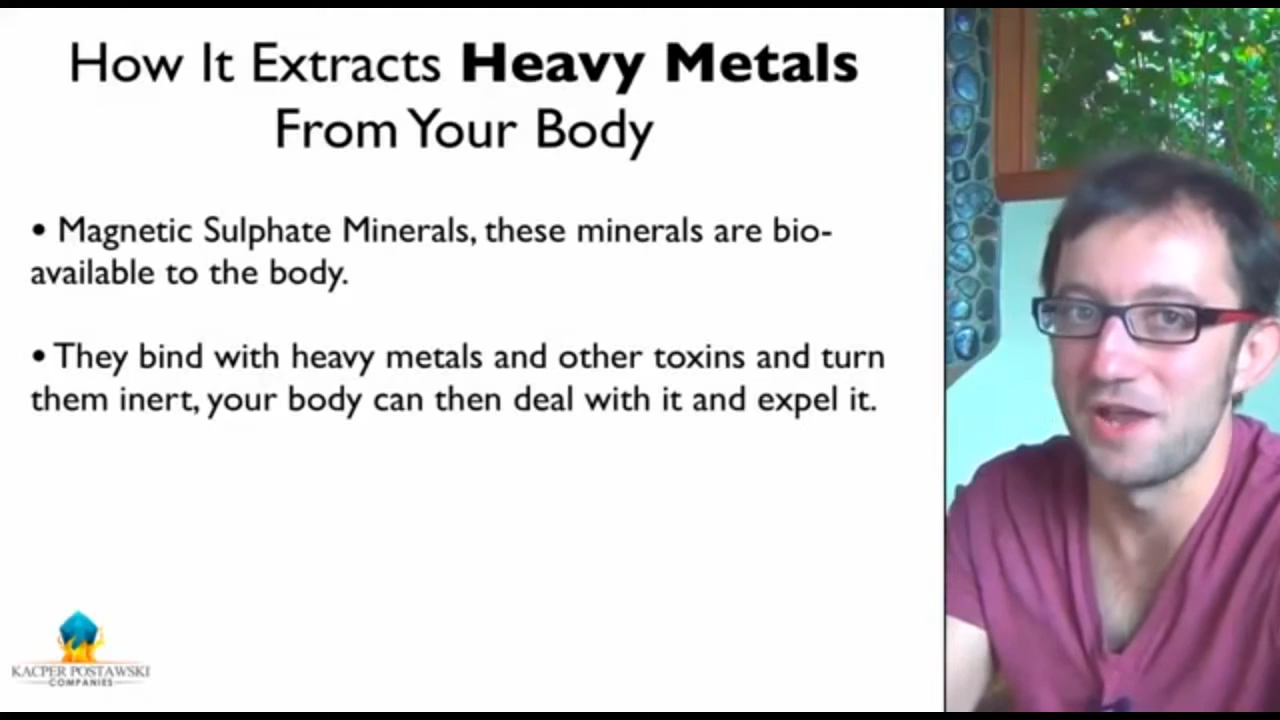 How It Extracts Heavy Metals
From Your Body
• Magnetic Sulphate Minerals, these minerals are bio-
available to the body.
• They bind with heavy metals and other toxins and turn
them inert, your body can then deal with it and expel it.
KACPER POSTAWSKI
COMPANIES